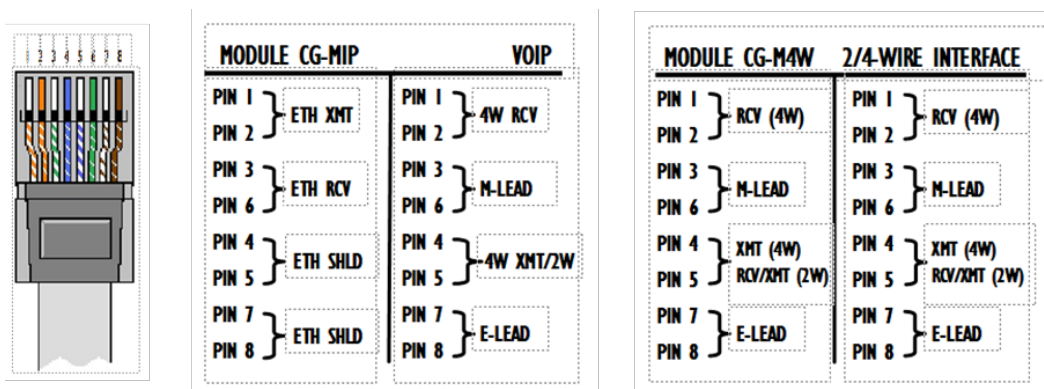 1 2 3 4 5 6 7 8
MODULE CG-MIP VOIP
PIN 1 ETH XMT PIN 1 4W RCV
PIN 2 PIN 2
PIN 3 ETH RCV PIN 3 M-LEAD
PIN 6 PIN 6
PIN 4 ETH SHLD PIN 4 4W XMT/2W
PIN 5 PIN 5
PIN 7 ETH SHLD PIN 7 E-LEAD
PIN 8 PIN 8
MODULE CG-M4W 2/4-WIRE INTERFACE
PIN 1 RCV (4W) PIN 1 RCV (4W)
PIN 2 PIN 2
PIN 3 M-LEAD PIN 3 M-LEAD
PIN 6 PIN 6
PIN 4 XMT (4W) PIN 4 XMT (4W)
PIN 5 RCV/XMT (2W) PIN 5 RCV/XMT (2W)
PIN 7 E-LEAD PIN 7 E-LEAD
PIN 8 PIN 8